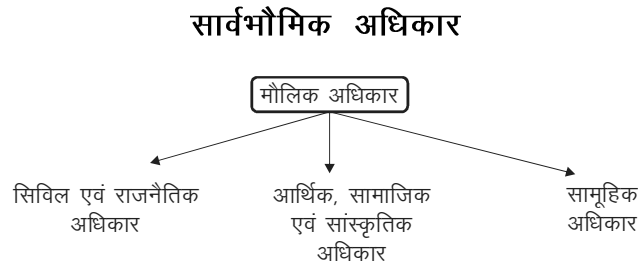 सार्वभौमिक अधिकार
मौलिक अधिकार
सिविल एवं राजनैतिक
अधिकार
आर्थिक, सामाजिक
एवं सांस्कृतिक
अधिकार
सामूहिक
अधिकार